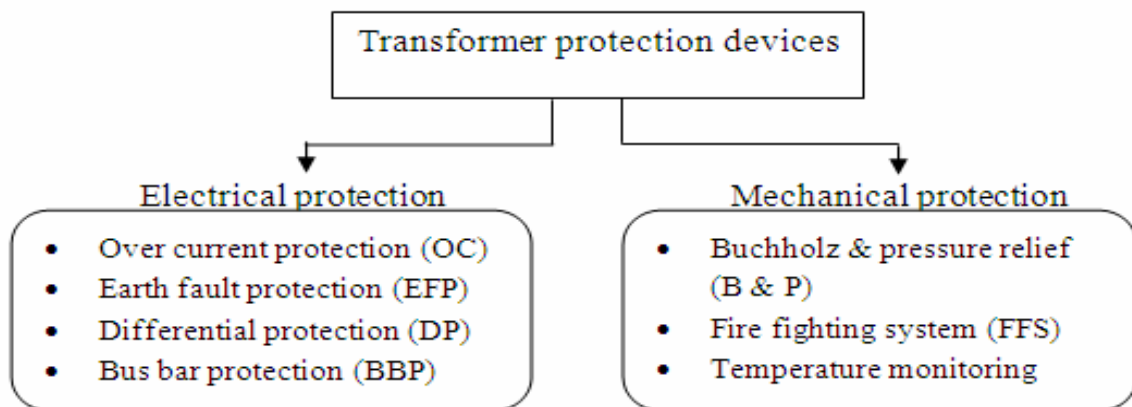 Transformer protection devices
Electrical protection
• Over current protection (OC)
• Earth fault protection (EFP)
• Differential protection (DP)
• Bus bar protection (BBP)
Mechanical protection
• Buchholz & pressure relief
(B & P)
• Fire fighting system (FFS)
• Temperature monitoring